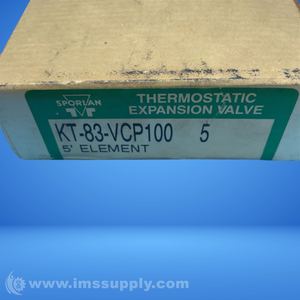 SPORLAN
THERMOSTATIC
EXPANSION VALVE
KT-83-VCP100 5
5' ELEMENT
www.imssupply.com